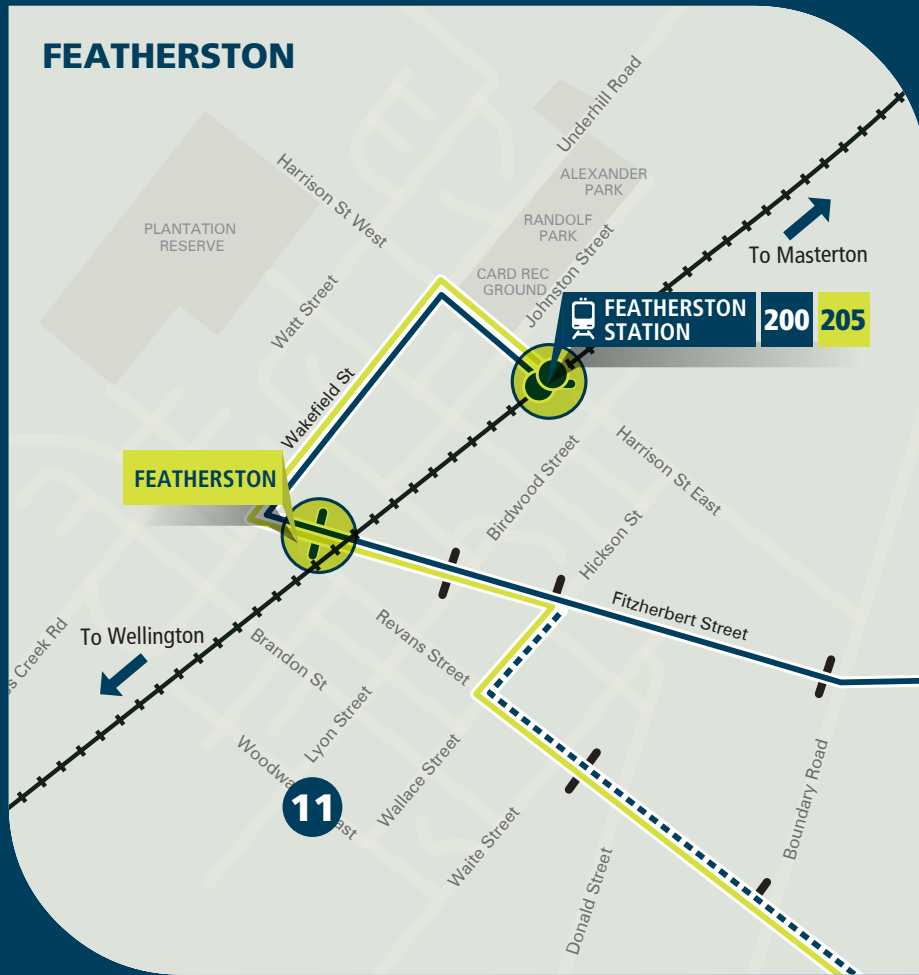 FEATHERSTON
Underhill Road
Harrison St West
ALEXANDER
PARK
PLANTATION
RESERVE
RANDOLF
PARK
Johnston Street
To Masterton
CARD REC
GROUND
Watt Street
FEATHERSTON
STATION
200 205
Wakefield St
Harrison St East
FEATHERSTON
Birdwood Street
Hickson St
Fitzherbert Street
To Wellington
Creek Rd
Revans Street
Brandon St
Lyon Street
Wallace Street
11
Boundary Road
Waite Street
Donald Street